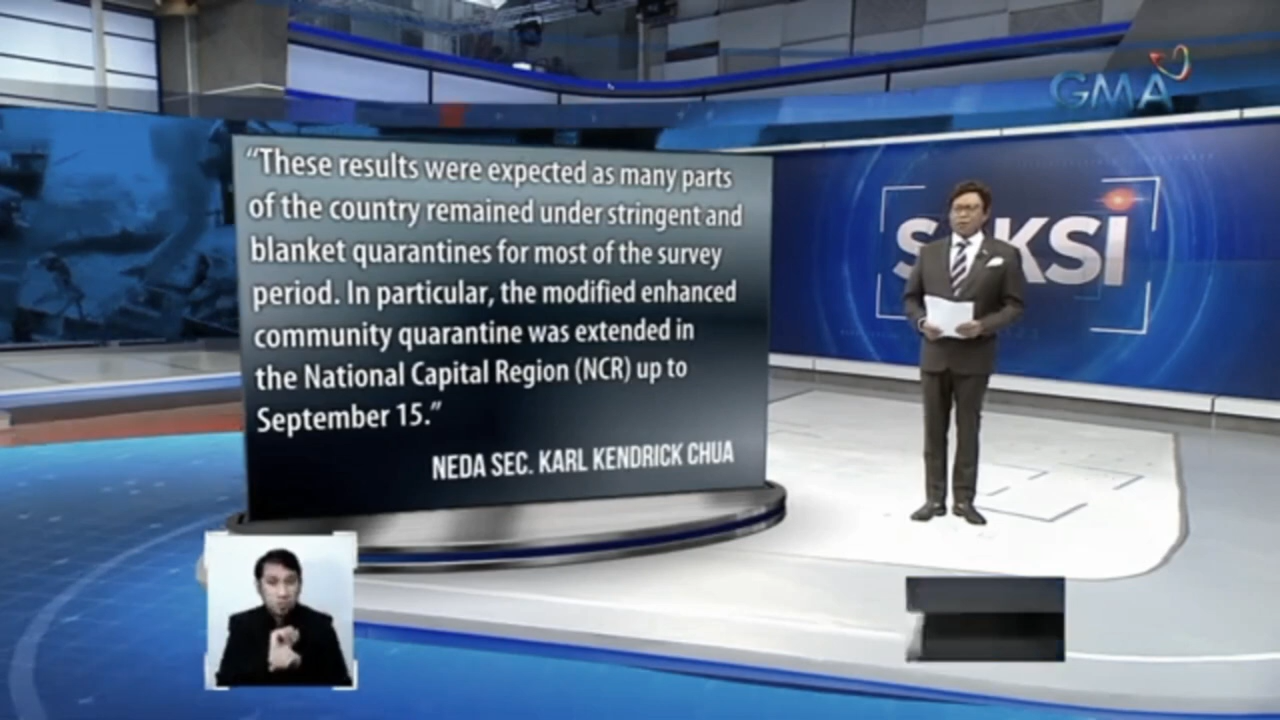 GMA
“These results were expected as many parts
of the country remained under stringent and
blanket quarantines for most of the survey
period. In particular, the modified enhanced
community quarantine was extended in
the National Capital Region (NCR) up to
September 15.”
NEDA SEC. KARL KENDRICK CHUA
SAKSI